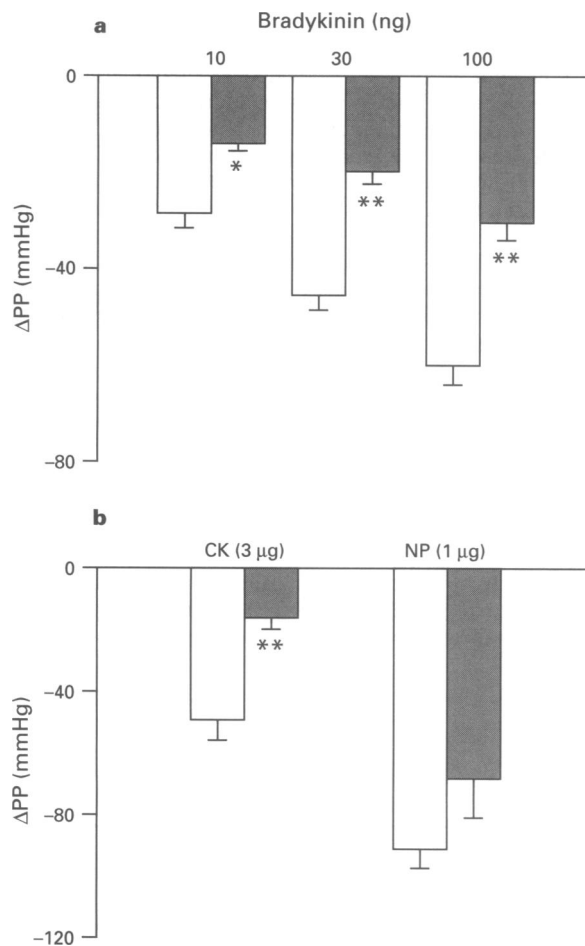 a
Bradykinin (ng)
10 30 100
0
*
**
**
–40
–80
ΔPP (mmHg)
b
CK (3 μg) NP (1 μg)
0
**
–40
–80
–120
ΔPP (mmHg)